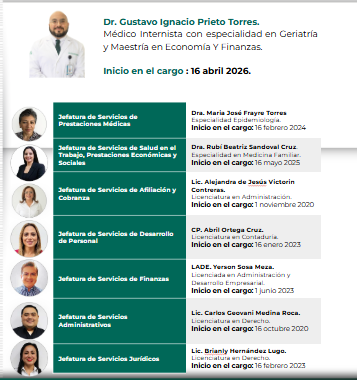 Dr. Gustavo Ignacio Prieto Torres.
Médico Internista con especialidad en Geriatría
y Maestría en Economía Y Finanzas.
Inicio en el cargo : 16 abril 2026.
Jefatura de Servicios de
Prestaciones Médicas
Dra. María José Frayre Torres
Especialidad Epidemiología.
Inicio en el cargo: 16 febrero 2024
Jefatura de Servicios de Salud en el
Trabajo, Prestaciones Económicas y
Sociales
Dra. Rubí Beatriz Sandoval Cruz.
Especialidad en Medicina Familiar.
Inicio en el cargo: 16 mayo 2025
Jefatura de Servicios de Afiliación y
Cobranza
Lic. Alejandra de Jesús Victorin
Contreras.
Licenciatura en Administración.
Inicio en el cargo: 1 noviembre 2020
Jefatura de Servicios de Desarrollo
de Personal
CP. Abril Ortega Cruz.
Licenciatura en Contaduría.
Inicio en el cargo: 16 enero 2023
Jefatura de Servicios de Finanzas
LADE. Yerson Sosa Meza.
Licenciada en Administración y
Desarrollo Empresarial.
Inicio en el cargo: 1 junio 2023
Jefatura de Servicios
Administrativos
Lic. Carlos Geovani Medina Roca.
Licenciatura en Derecho.
Inicio en el cargo: 16 octubre 2020
Jefatura de Servicios Jurídicos
Lic. Brianly Hernández Lugo.
Licenciatura en Derecho.
Inicio en el cargo: 16 febrero 2023